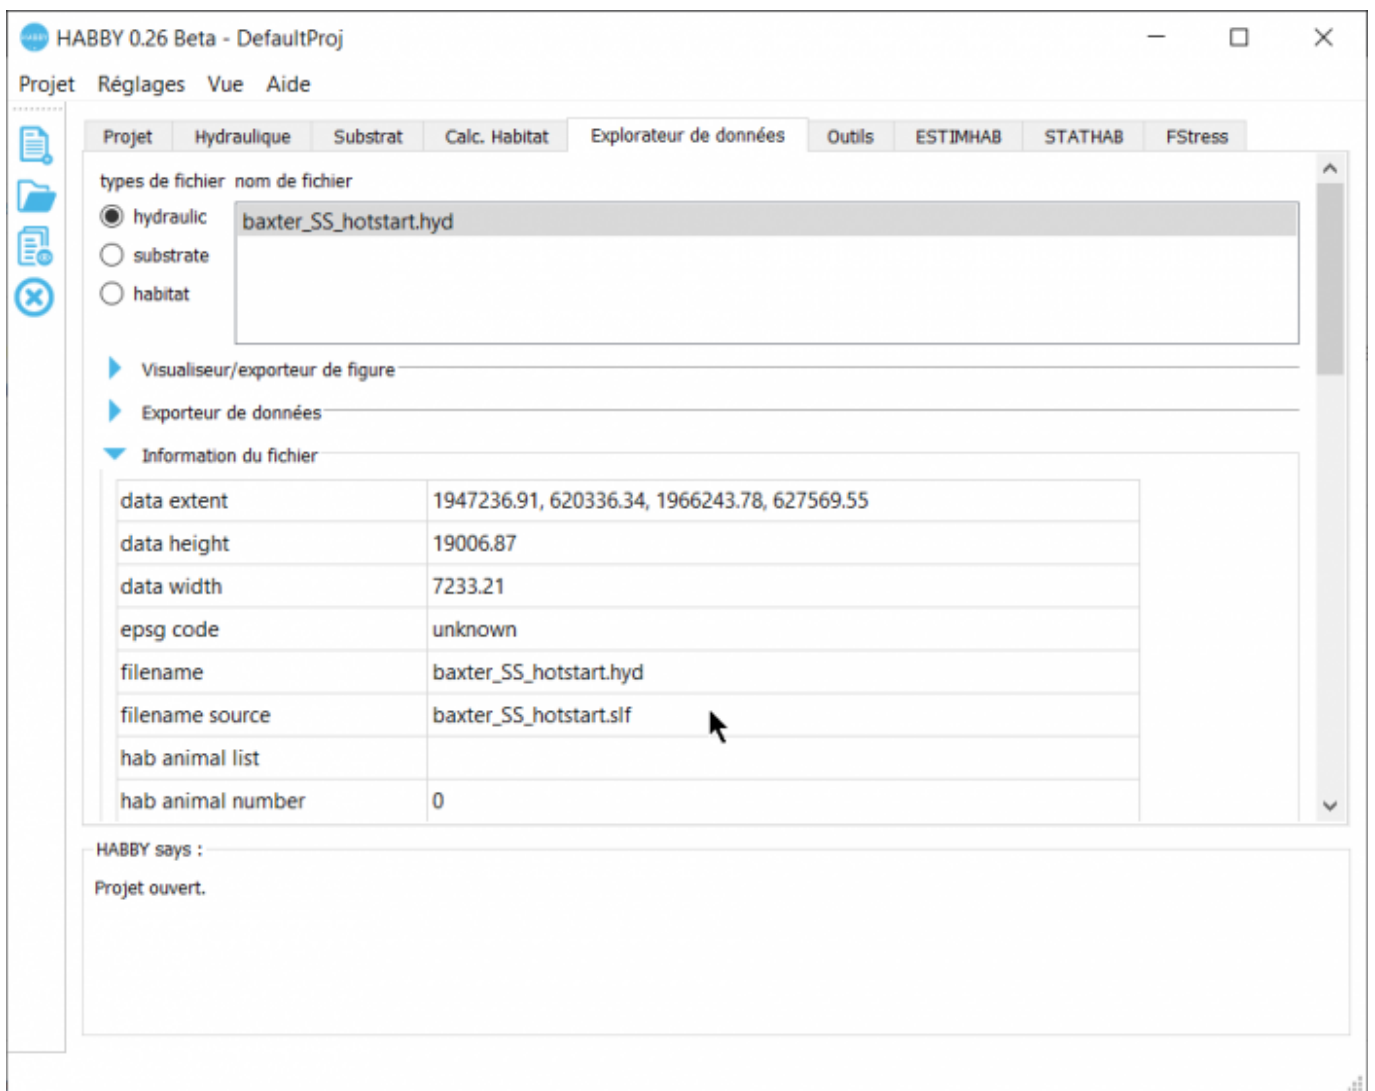 HABBY 0.26 Beta - DefaultProj
Projet Réglages Vue Aide
Projet Hydraulique Substrat Calc. Habitat Explorateur de données Outils ESTIMHAB STATHAB FStress
types de fichier nom de fichier
hydraulic baxter_SS_hotstart.hyd
substrate
habitat
Visualiseur/exporteur de figure
Exporteur de données
Information du fichier
data extent 1947236.91, 620336.34, 1966243.78, 627569.55
data height 19006.87
data width 7233.21
epsg code unknown
filename baxter_SS_hotstart.hyd
filename source baxter_SS_hotstart.slf
hab animal list
hab animal number 0
HABBY says :
Projet ouvert.